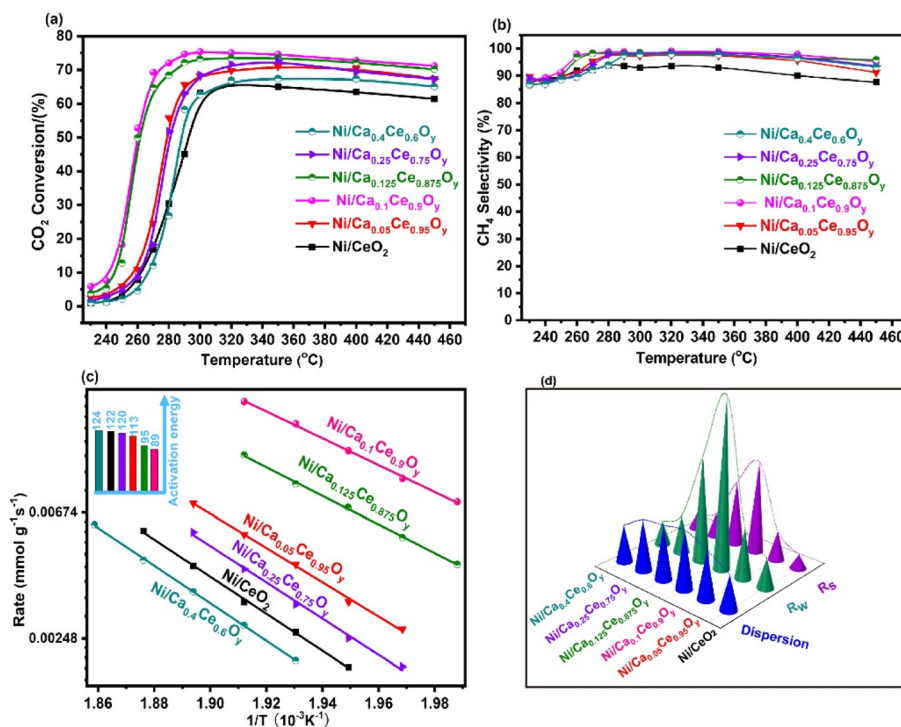 (a)
CO₂ Conversion/(%)
80
70
60
50
40
30
20
10
0
Ni/Ca₀.₄Ce₀.₆Oy
Ni/Ca₀.₂₅Ce₀.₇₅Oy
Ni/Ca₀.₁₂₅Ce₀.₈₇₅Oy
Ni/Ca₀.₁Ce₀.₉Oy
Ni/Ca₀.₀₅Ce₀.₉₅Oy
Ni/CeO₂
240 260 280 300 320 340 360 380 400 420 440 460
Temperature (°C)
(b)
CH₄ Selectivity (%)
100
90
80
70
60
50
40
30
20
10
0
Ni/Ca₀.₄Ce₀.₆Oy
Ni/Ca₀.₂₅Ce₀.₇₅Oy
Ni/Ca₀.₁₂₅Ce₀.₈₇₅Oy
Ni/Ca₀.₁Ce₀.₉Oy
Ni/Ca₀.₀₅Ce₀.₉₅Oy
Ni/CeO₂
240 260 280 300 320 340 360 380 400 420 440 460
Temperature (°C)
(c)
124 122 120 113 95 89
Activation energy
Rate (mmol g⁻¹s⁻¹)
0.00674
0.00248
Ni/Ca₀.₁Ce₀.₉Oy
Ni/Ca₀.₁₂₅Ce₀.₈₇₅Oy
Ni/Ca₀.₀₅Ce₀.₉₅Oy
Ni/Ca₀.₂₅Ce₀.₇₅Oy
Ni/CeO₂
Ni/Ca₀.₄Ce₀.₆Oy
1.86 1.88 1.90 1.92 1.94 1.96 1.98
1/T (10⁻³K⁻¹)
(d)
Ni/Ca₀.₄Ce₀.₆Oy
Ni/Ca₀.₂₅Ce₀.₇₅Oy
Ni/Ca₀.₁₂₅Ce₀.₈₇₅Oy
Ni/Ca₀.₁Ce₀.₉Oy
Ni/Ca₀.₀₅Ce₀.₉₅Oy
Ni/CeO₂
Dispersion
Rw
Rs